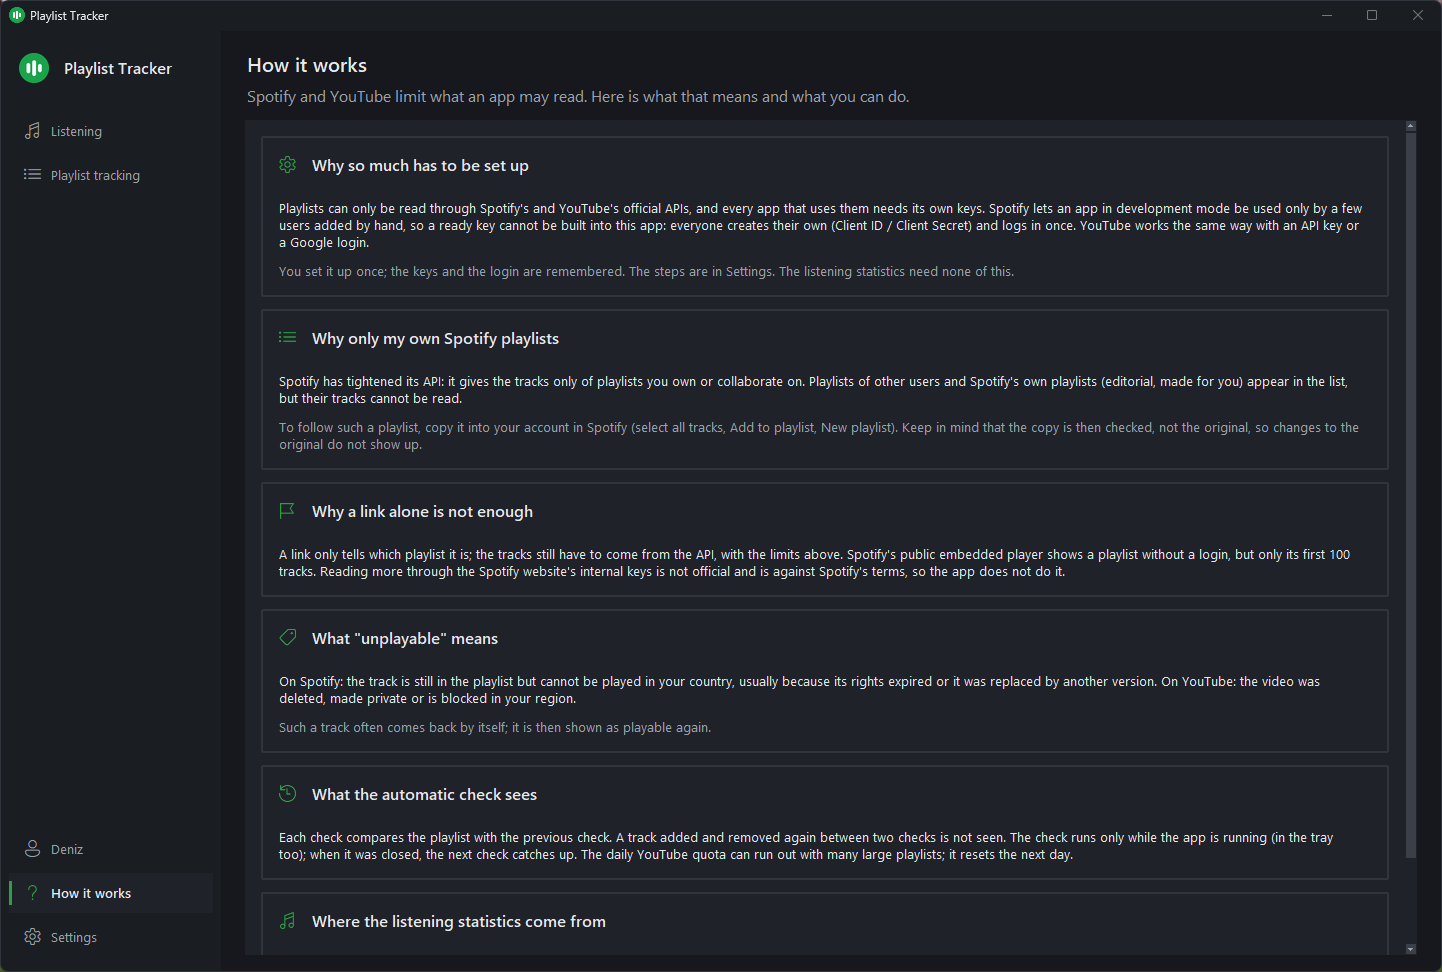 Playlist Tracker
Playlist Tracker
Listening
Playlist tracking
Deniz
How it works
Settings
How it works
Spotify and YouTube limit what an app may read. Here is what that means and what you can do.
Why so much has to be set up
Playlists can only be read through Spotify's and YouTube's official APIs, and every app that uses them needs its own keys. Spotify lets an app in development mode be used only by a few
users added by hand, so a ready key cannot be built into this app: everyone creates their own (Client ID / Client Secret) and logs in once. YouTube works the same way with an API key or
a Google login.
You set it up once; the keys and the login are remembered. The steps are in Settings. The listening statistics need none of this.
Why only my own Spotify playlists
Spotify has tightened its API: it gives the tracks only of playlists you own or collaborate on. Playlists of other users and Spotify's own playlists (editorial, made for you) appear in the list,
but their tracks cannot be read.
To follow such a playlist, copy it into your account in Spotify (select all tracks, Add to playlist, New playlist). Keep in mind that the copy is then checked, not the original, so changes to the
original do not show up.
Why a link alone is not enough
A link only tells which playlist it is; the tracks still have to come from the API, with the limits above. Spotify's public embedded player shows a playlist without a login, but only its first 100
tracks. Reading more through the Spotify website's internal keys is not official and is against Spotify's terms, so the app does not do it.
What "unplayable" means
On Spotify: the track is still in the playlist but cannot be played in your country, usually because its rights expired or it was replaced by another version. On YouTube: the video was
deleted, made private or is blocked in your region.
Such a track often comes back by itself; it is then shown as playable again.
What the automatic check sees
Each check compares the playlist with the previous check. A track added and removed again between two checks is not seen. The check runs only while the app is running (in the tray
too); when it was closed, the next check catches up. The daily YouTube quota can run out with many large playlists; it resets the next day.
Where the listening statistics come from